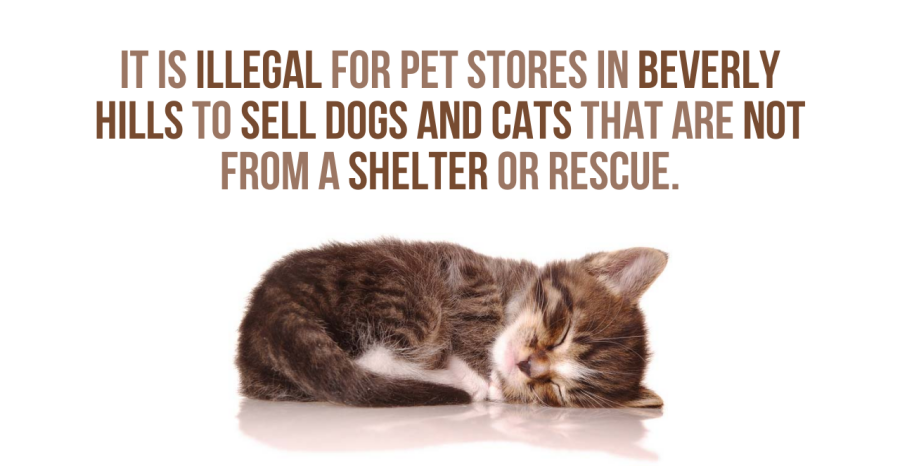 IT IS ILLEGAL FOR PET STORES IN BEVERLY
HILLS TO SELL DOGS AND CATS THAT ARE NOT
FROM A SHELTER OR RESCUE.